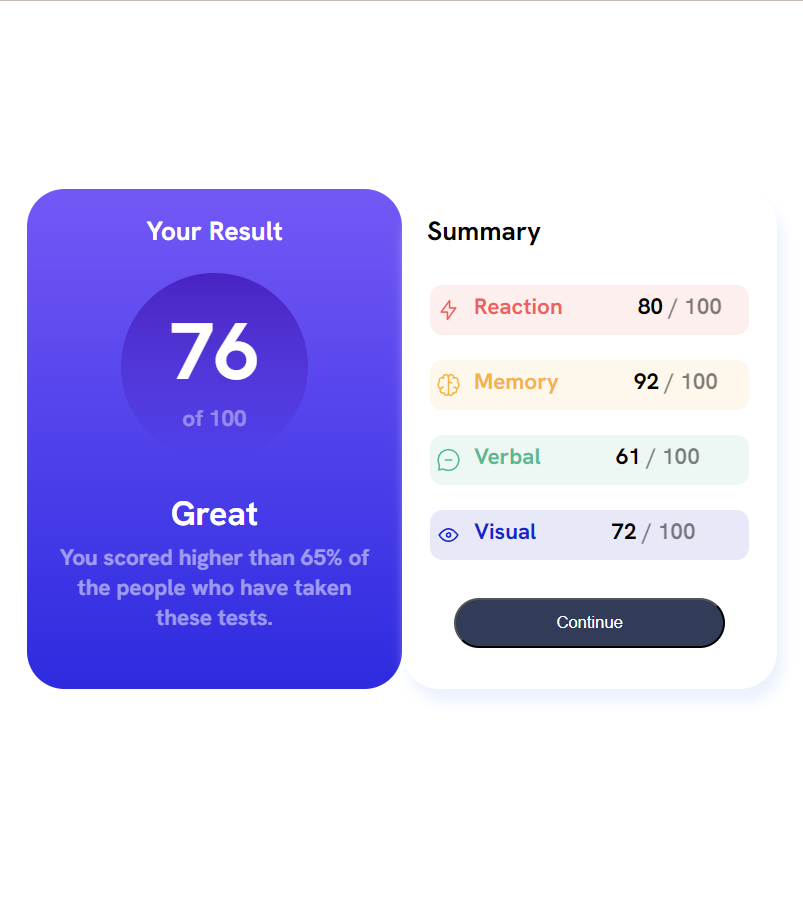 Your Result
76
of 100
Great
You scored higher than 65% of
the people who have taken
these tests.
Summary
Reaction 80 / 100
Memory 92 / 100
Verbal 61 / 100
Visual 72 / 100
Continue